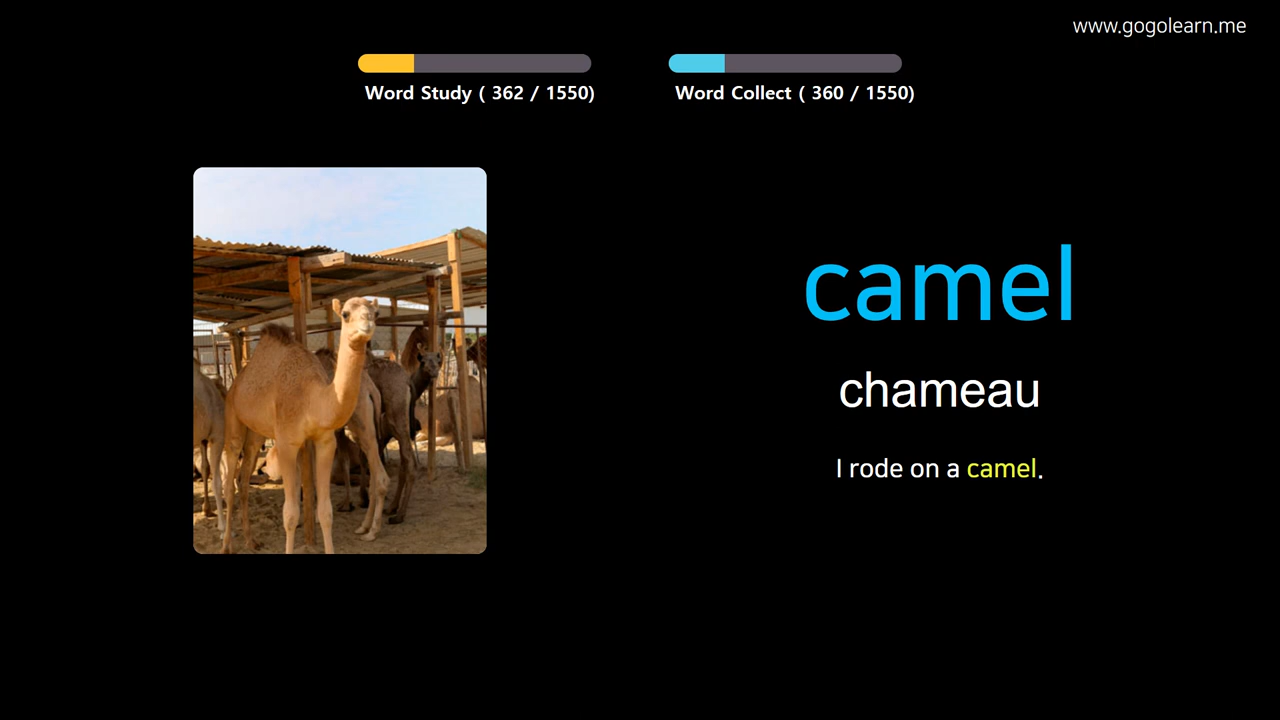 www.gogolearn.me
Word Study ( 362 / 1550)
Word Collect ( 360 / 1550)
camel
chameau
I rode on a camel.